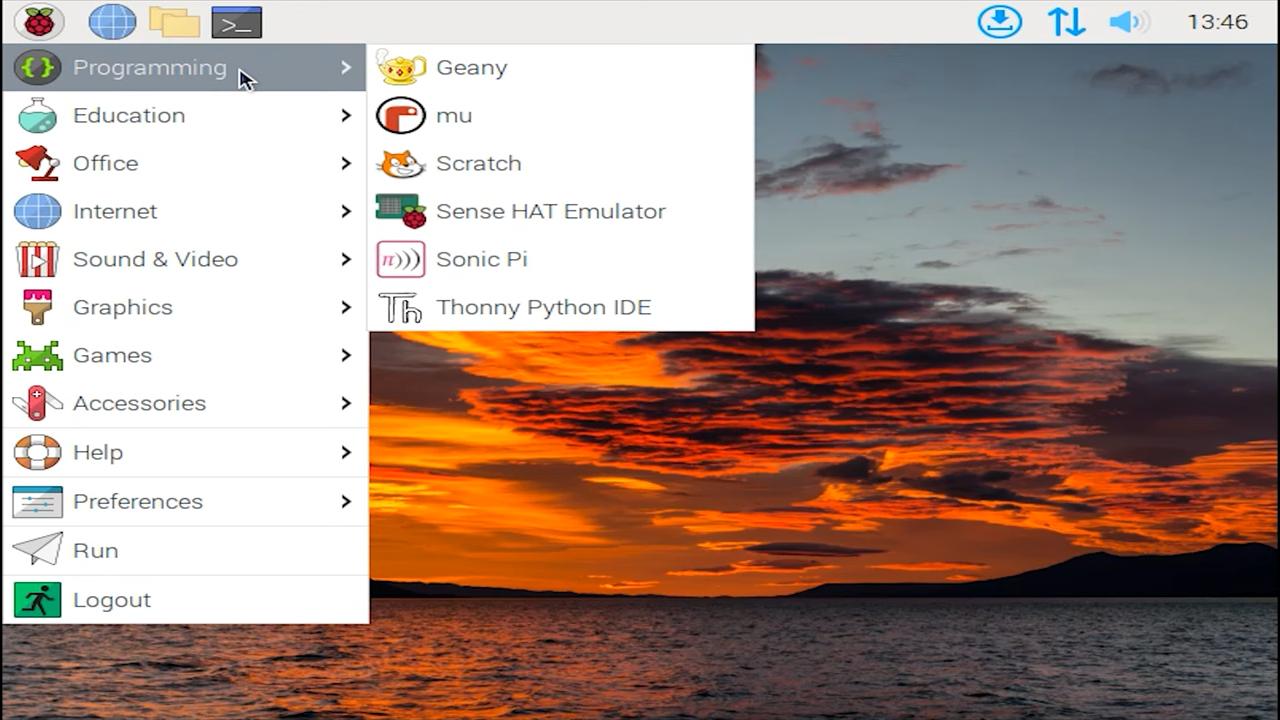 >_
13:46
Programming
Education
Office
Internet
Sound & Video
Graphics
Games
Accessories
Help
Preferences
Run
Logout
Geany
mu
Scratch
Sense HAT Emulator
π))) Sonic Pi
Th Thonny Python IDE